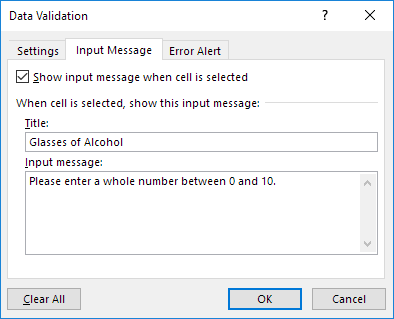 Data Validation ?
Settings Input Message Error Alert
Show input message when cell is selected
When cell is selected, show this input message:
Title:
Glasses of Alcohol
Input message:
Please enter a whole number between 0 and 10.
Clear All OK Cancel